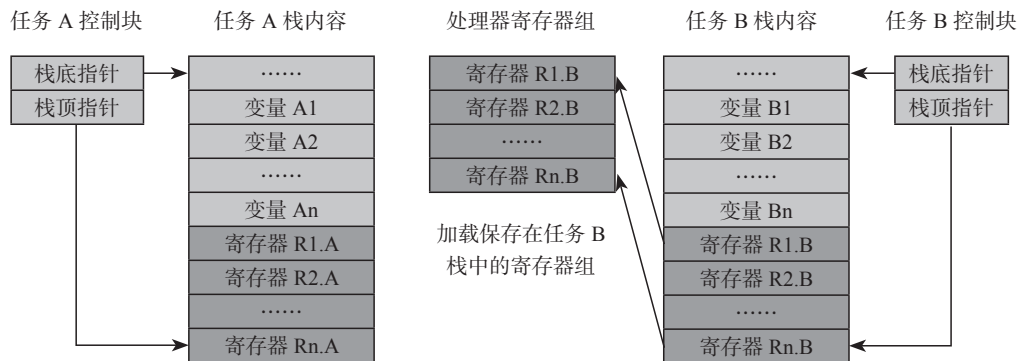 任务 A 控制块
任务 A 栈内容
处理器寄存器组
任务 B 栈内容
任务 B 控制块
栈底指针
栈顶指针
……
变量 A1
变量 A2
……
变量 An
寄存器 R1.A
寄存器 R2.A
……
寄存器 Rn.A
寄存器 R1.B
寄存器 R2.B
……
寄存器 Rn.B
加载保存在任务 B
栈中的寄存器组
……
变量 B1
变量 B2
……
变量 Bn
寄存器 R1.B
寄存器 R2.B
……
寄存器 Rn.B
栈底指针
栈顶指针